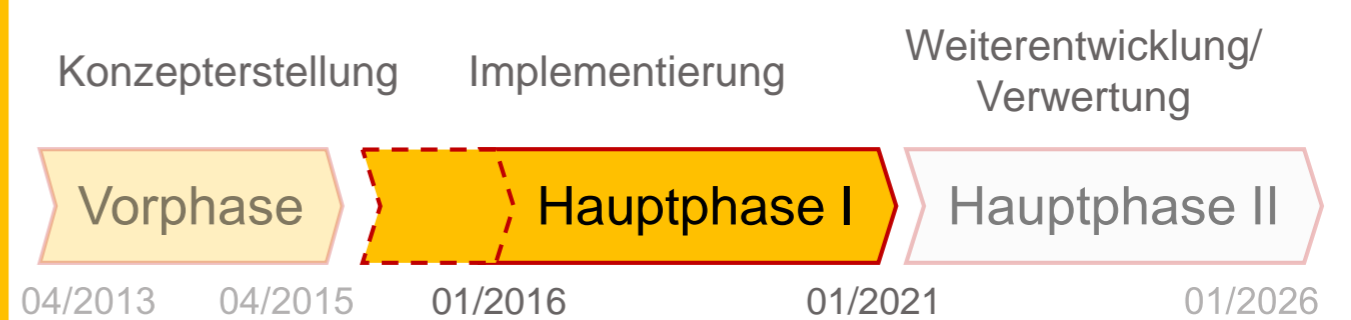 Konzepterstellung
Implementierung
Weiterentwicklung/
Verwertung
Vorphase
Hauptphase I
Hauptphase II
04/2013
04/2015
01/2016
01/2021
01/2026